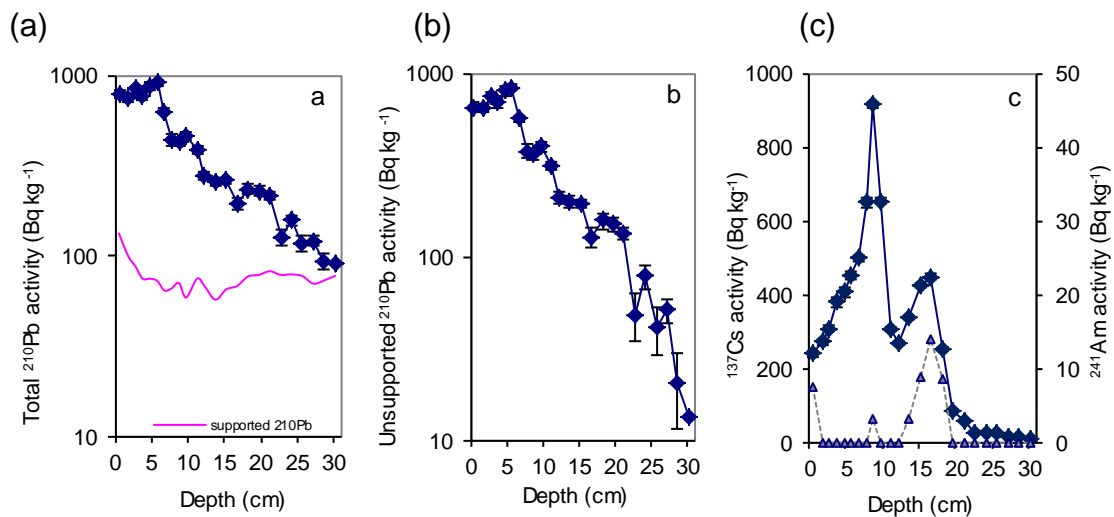 (a)
(b)
(c)
1000
100
10
0 5 10 15 20 25 30
Total 210Pb activity (Bq kg-1)
Depth (cm)
a
supported 210Pb
1000
100
10
0 5 10 15 20 25 30
Unsupported 210Pb activity (Bq kg-1)
Depth (cm)
b
1000
800
600
400
200
0
0 5 10 15 20 25 30
137Cs activity (Bq kg-1)
Depth (cm)
c
50
40
30
20
10
0
241Am activity (Bq kg-1)